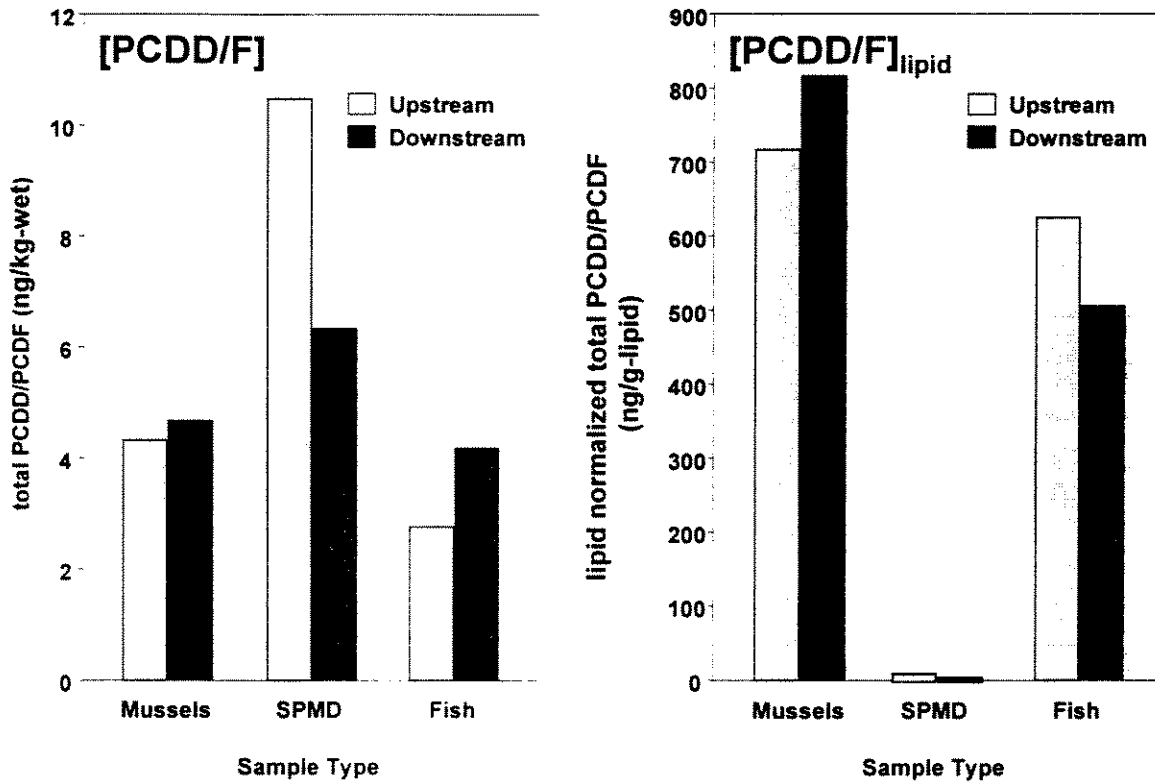 [PCDD/F]
Upstream
Downstream
total PCDD/PCDF (ng/kg-wet)
12
10
8
6
4
2
0
Mussels SPMD Fish
Sample Type
[PCDD/F]lipid
Upstream
Downstream
lipid normalized total PCDD/PCDF
(ng/g-lipid)
900
800
700
600
500
400
300
200
100
0
Mussels SPMD Fish
Sample Type